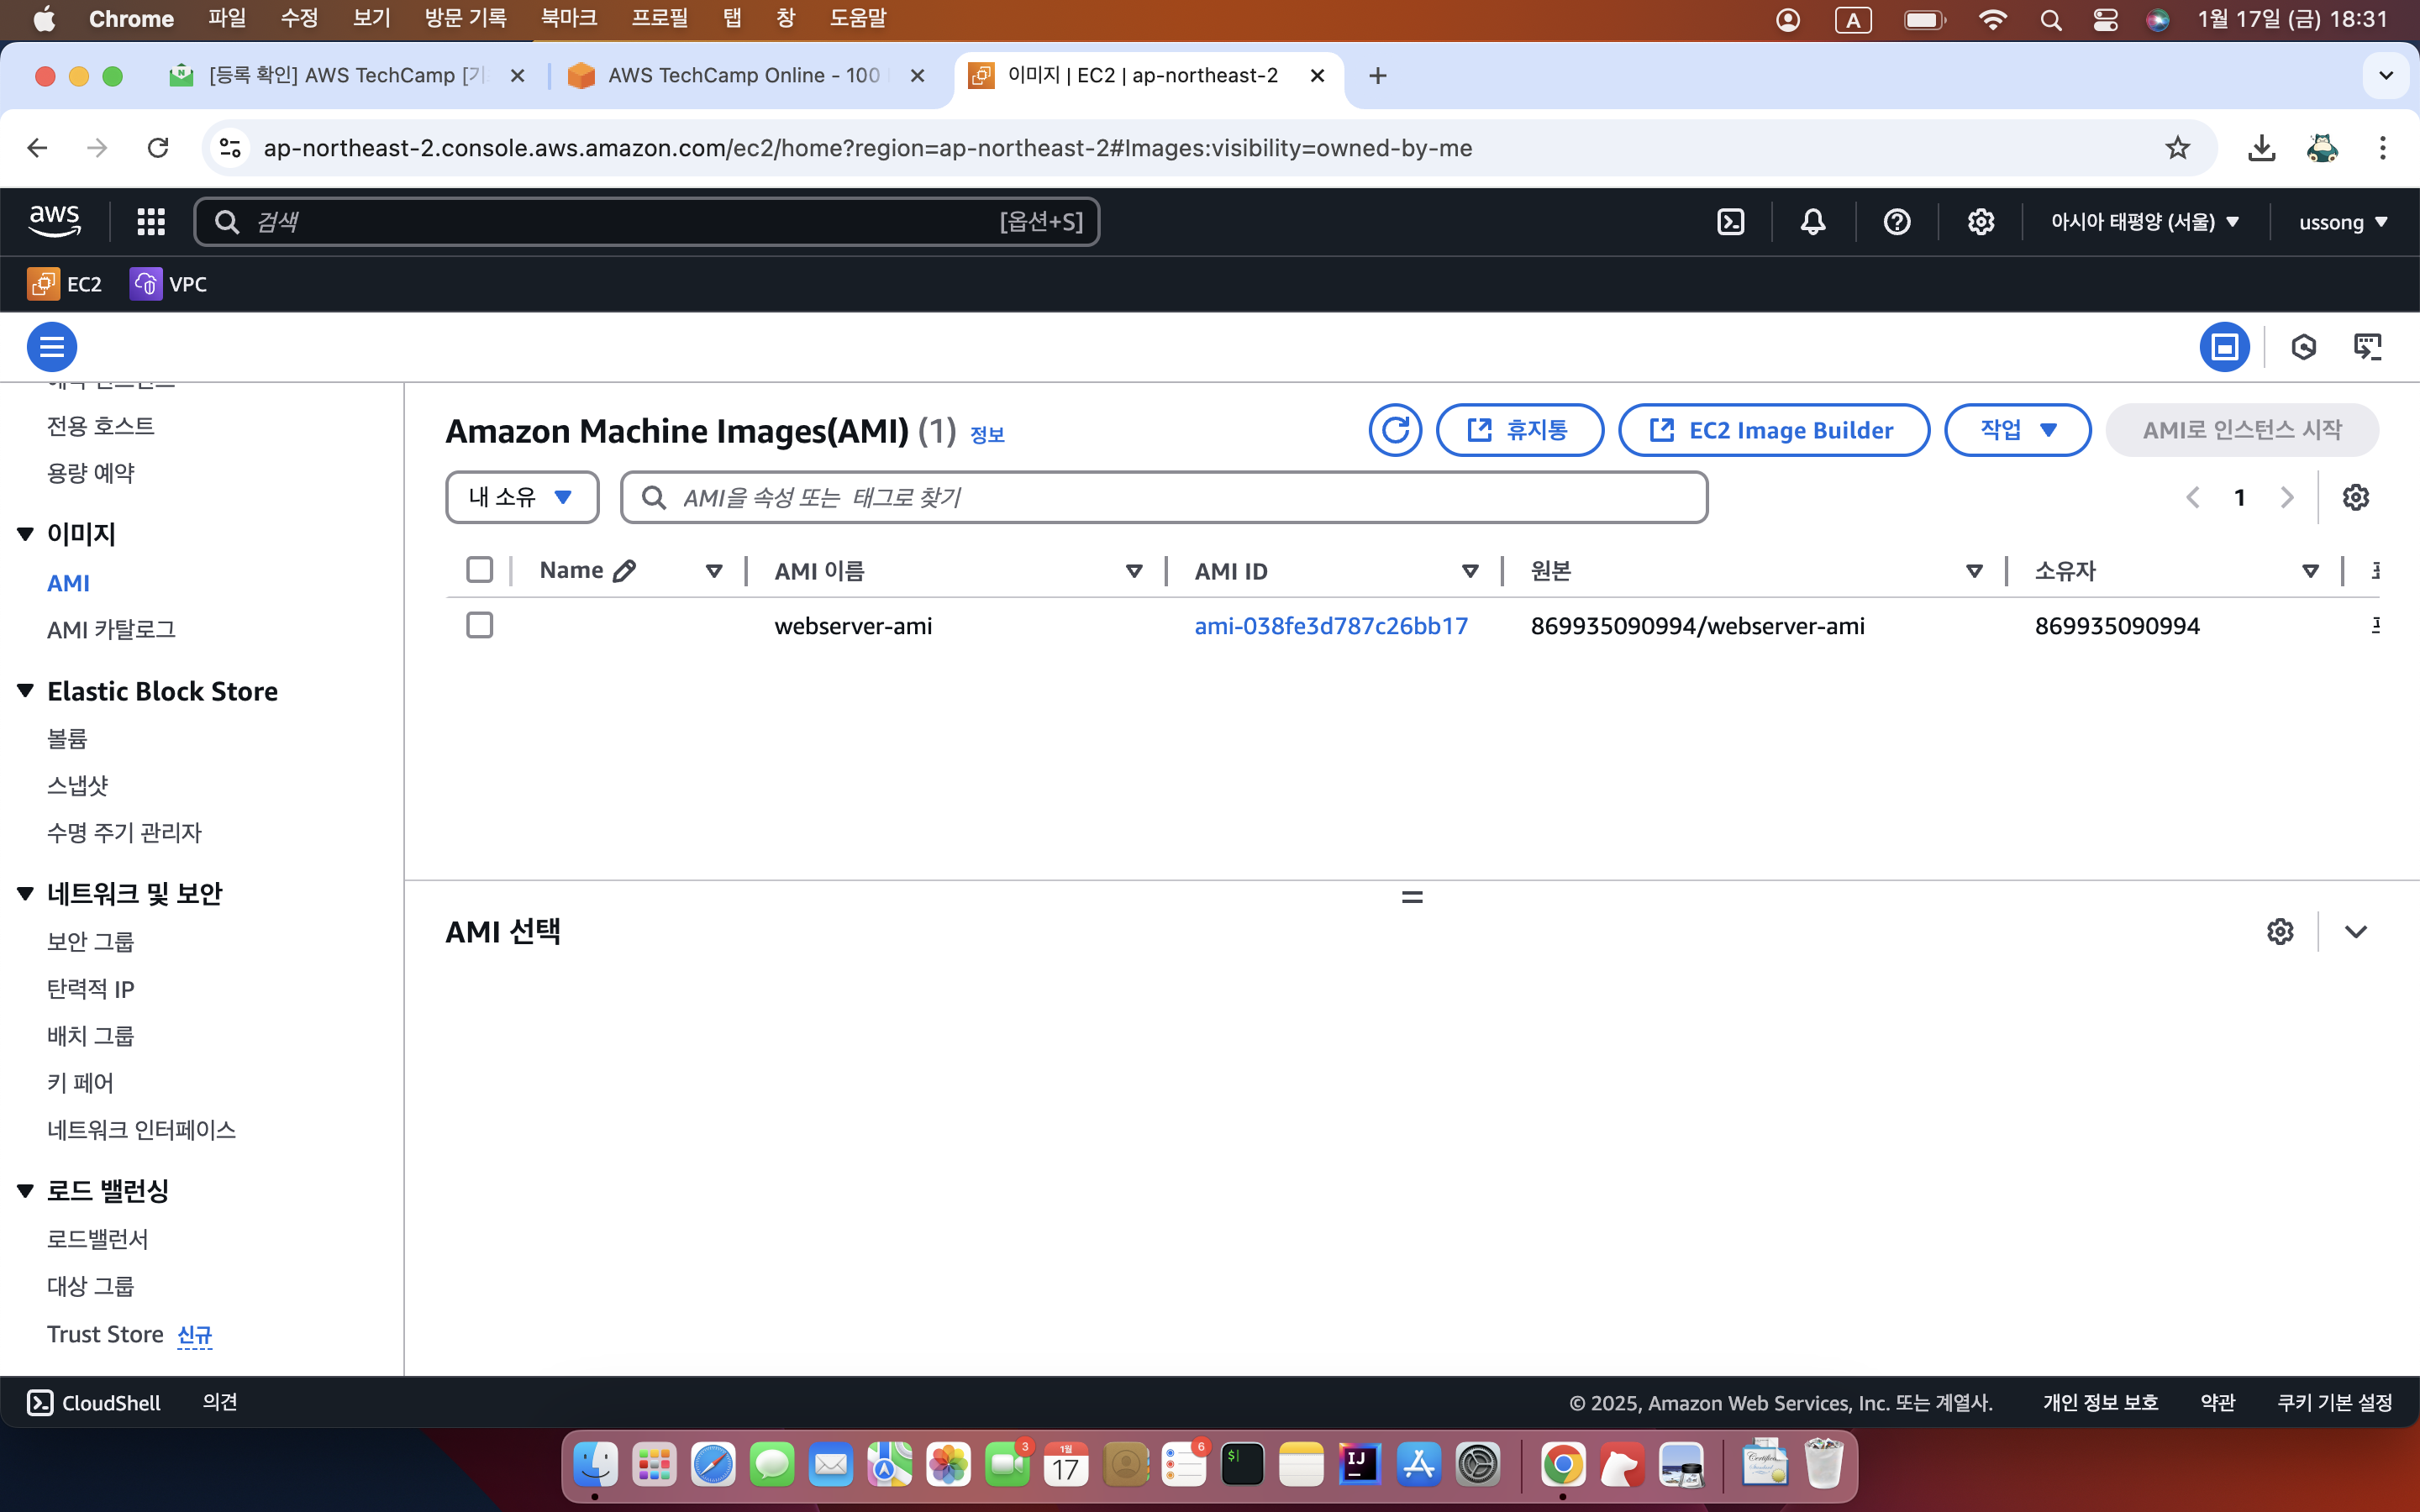 Chrome 파일 수정 보기 방문 기록 북마크 프로필 탭 창 도움말 A 1월 17일 (금) 18:31
[등록 확인] AWS TechCamp [기 AWS TechCamp Online - 100 이미지 | EC2 | ap-northeast-2
ap-northeast-2.console.aws.amazon.com/ec2/home?region=ap-northeast-2#Images:visibility=owned-by-me
aws 검색 [옵션+S] 아시아 태평양 (서울) ussong
EC2 VPC
전용 호스트
용량 예약
이미지
AMI
AMI 카탈로그
Elastic Block Store
볼륨
스냅샷
수명 주기 관리자
네트워크 및 보안
보안 그룹
탄력적 IP
배치 그룹
키 페어
네트워크 인터페이스
로드 밸런싱
로드밸런서
대상 그룹
Trust Store 신규
Amazon Machine Images(AMI) (1) 정보 휴지통 EC2 Image Builder 작업 AMI로 인스턴스 시작
내 소유 AMI을 속성 또는 태그로 찾기 1
Name AMI 이름 AMI ID 원본 소유자
webserver-ami ami-038fe3d787c26bb17 869935090994/webserver-ami 869935090994
AMI 선택
CloudShell 의견 © 2025, Amazon Web Services, Inc. 또는 계열사. 개인 정보 보호 약관 쿠키 기본 설정
3 1월 17 6 $ IJ